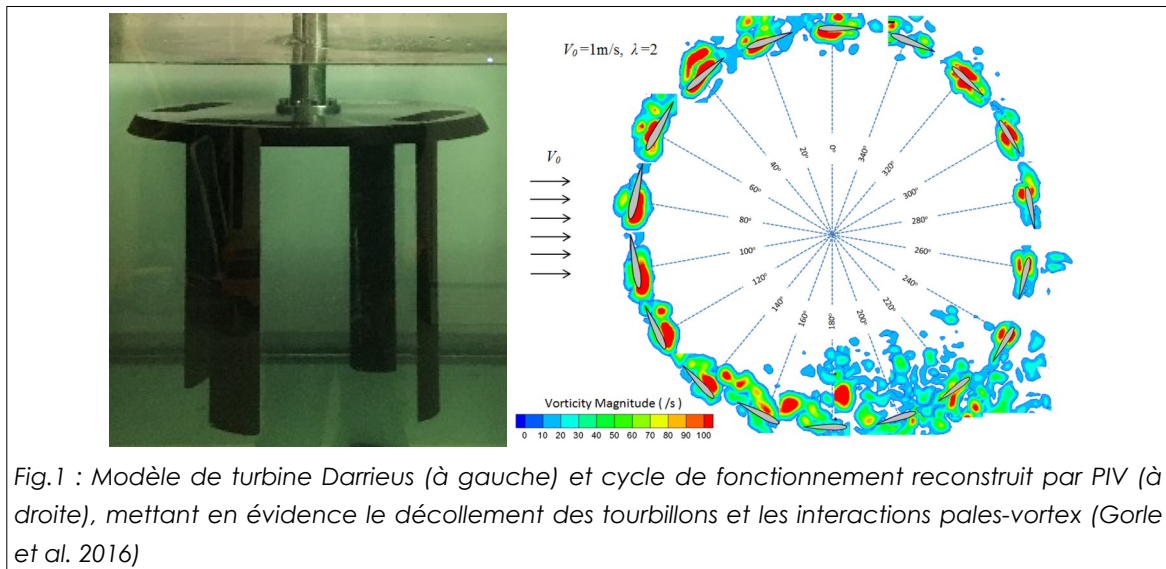 V₀=1m/s, λ=2
V₀
0°
20°
40°
60°
80°
100°
120°
140°
160°
180°
200°
220°
240°
260°
280°
300°
320°
340°
Vorticity Magnitude ( /s )
0 10 20 30 40 50 60 70 80 90 100
Fig.1 : Modèle de turbine Darrieus (à gauche) et cycle de fonctionnement reconstruit par PIV (à
droite), mettant en évidence le décollement des tourbillons et les interactions pales-vortex (Gorle
et al. 2016)